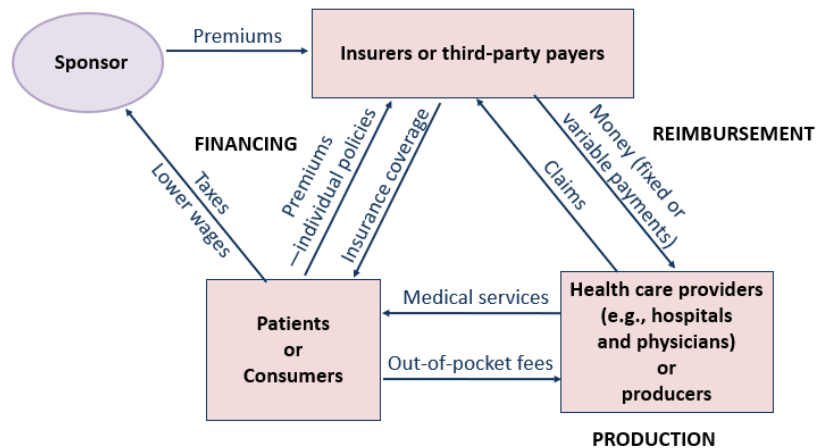 Premiums
Sponsor
Insurers or third-party payers
FINANCING
REIMBURSEMENT
Taxes
Lower wages
Premiums
—individual policies
Insurance coverage
Claims
Money (fixed or
variable payments)
Patients
or
Consumers
Medical services
Out-of-pocket fees
Health care providers
(e.g., hospitals
and physicians)
or
producers
PRODUCTION